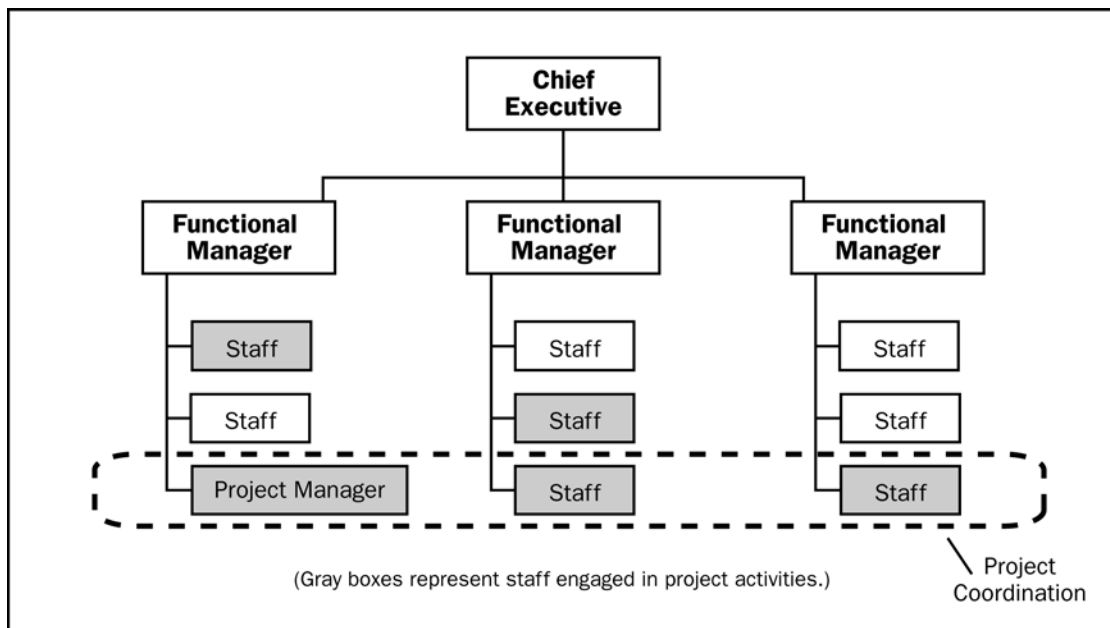 Chief
Executive
Functional
Manager
Functional
Manager
Functional
Manager
Staff
Staff
Staff
Staff
Staff
Staff
Project Manager
Staff
Staff
(Gray boxes represent staff engaged in project activities.)
Project
Coordination